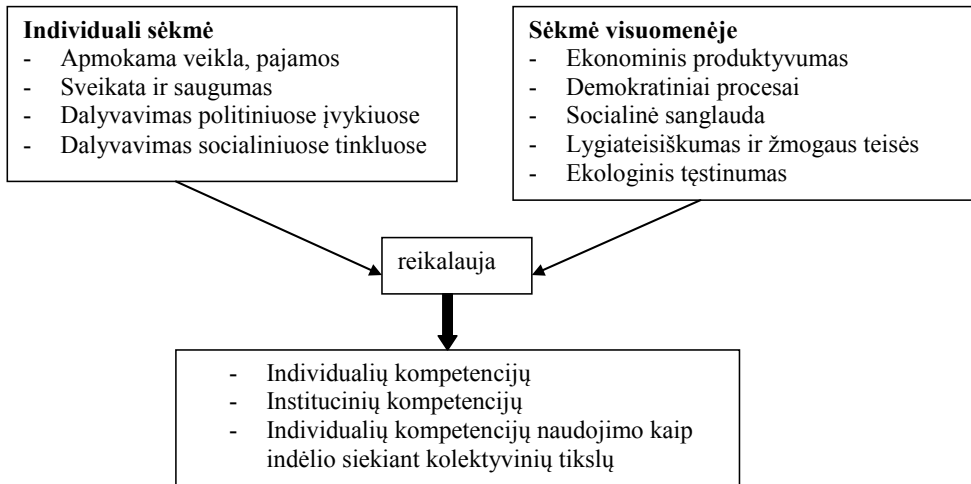 Individuali sėkmė
- Apmokama veikla, pajamos
- Sveikata ir saugumas
- Dalyvavimas politiniuose įvykiuose
- Dalyvavimas socialiniuose tinkluose
Sėkmė visuomenėje
- Ekonominis produktyvumas
- Demokratiniai procesai
- Socialinė sanglauda
- Lygiateisiškumas ir žmogaus teisės
- Ekologinis tęstinumas
reikalauja
- Individualių kompetencijų
- Institucinių kompetencijų
- Individualių kompetencijų naudojimo kaip
indėlio siekiant kolektyvinių tikslų